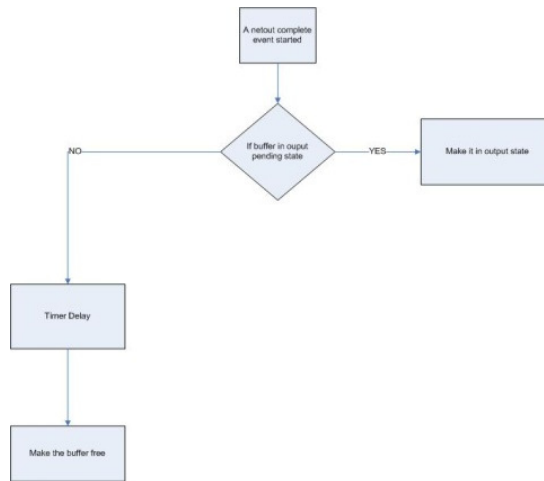 A netout complete
event started
If buffer in ouput
pending state
NO
YES
Make it in output state
Timer Delay
Make the buffer free